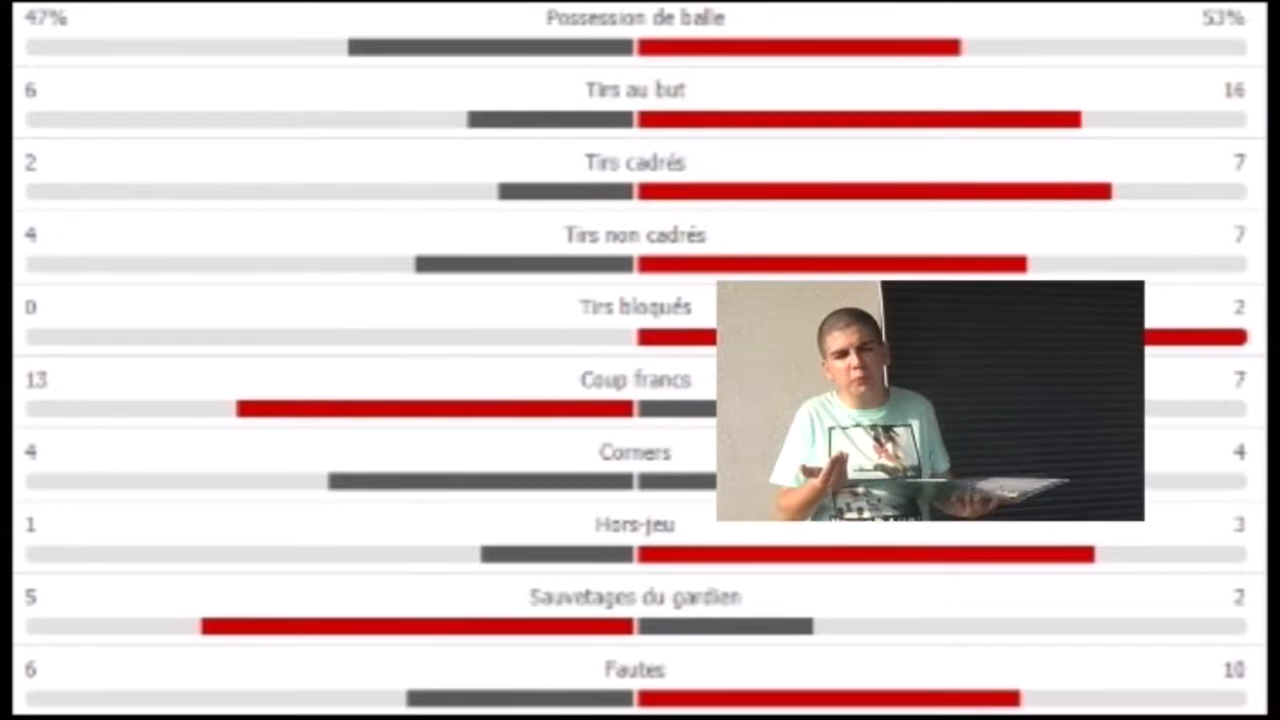 47% Possession de balle 53%
6 Tirs au but 16
2 Tirs cadrés 7
4 Tirs non cadrés 7
0 Tirs bloqués 2
13 Coup francs 7
4 Corners 4
1 Hors-jeu 3
5 Sauvetages du gardien 2
6 Fautes 10